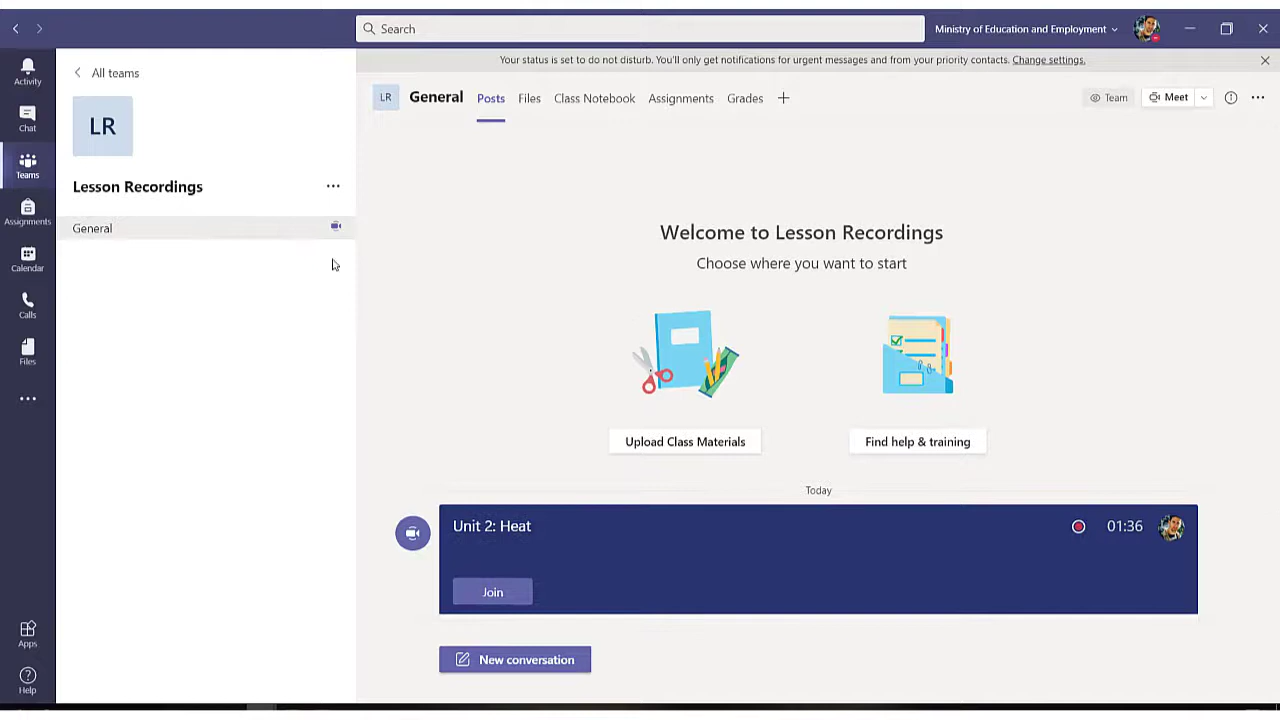 Search
Ministry of Education and Employment
Your status is set to do not disturb. You'll only get notifications for urgent messages and from your priority contacts. Change settings.
Activity
Chat
Teams
Assignments
Calendar
Calls
Files
Apps
Help
All teams
LR
Lesson Recordings
General
LR
General
Posts
Files
Class Notebook
Assignments
Grades
Team
Meet
Welcome to Lesson Recordings
Choose where you want to start
Upload Class Materials
Find help & training
Today
Unit 2: Heat
01:36
Join
New conversation